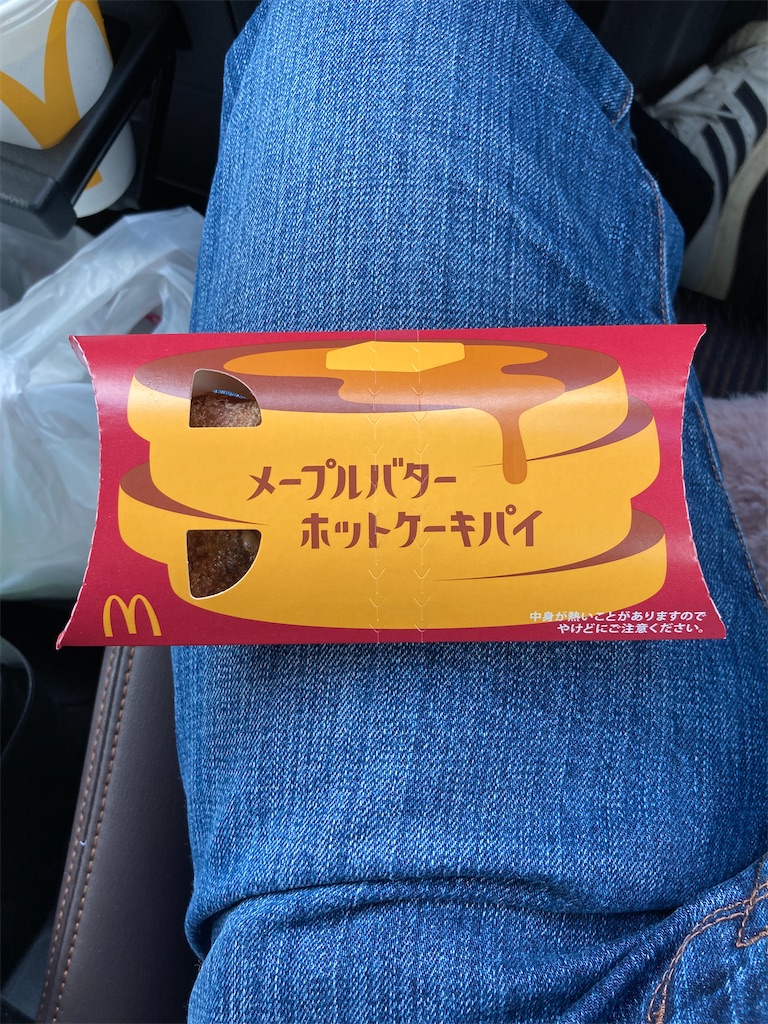 メープルバター
ホットケーキパイ
中身が熱いことがありますので
やけどにご注意ください。